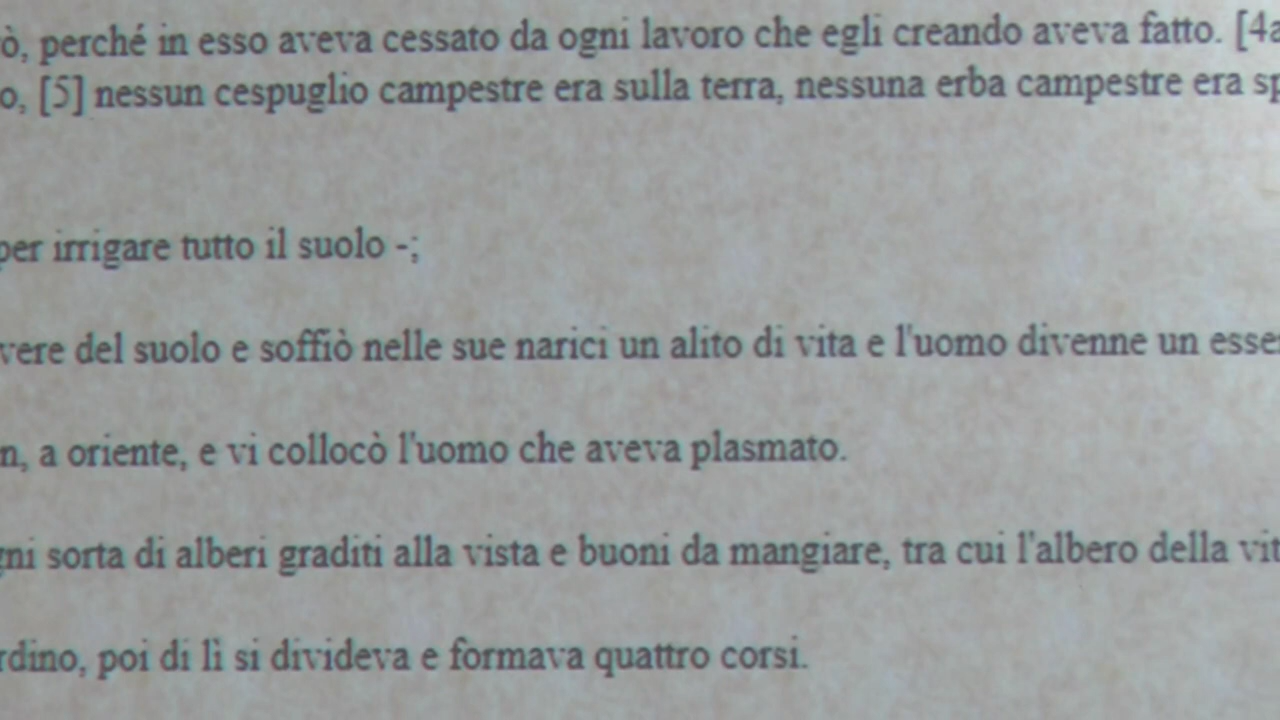 ò, perché in esso aveva cessato da ogni lavoro che egli creando aveva fatto. [4a
o, [5] nessun cespuglio campestre era sulla terra, nessuna erba campestre era sp
per irrigare tutto il suolo -;
vere del suolo e soffiò nelle sue narici un alito di vita e l'uomo divenne un esse
n, a oriente, e vi collocò l'uomo che aveva plasmato.
gni sorta di alberi graditi alla vista e buoni da mangiare, tra cui l'albero della vit
rdino, poi di lì si divideva e formava quattro corsi.